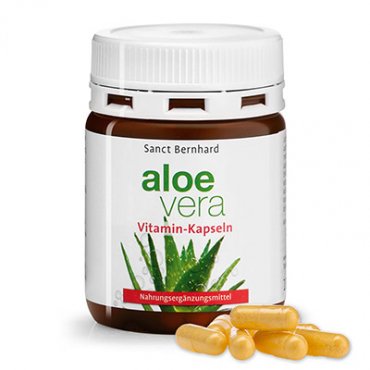 Sanct Bernhard
aloe
vera
Vitamin-Kapseln
Nahrungsergänzungsmittel